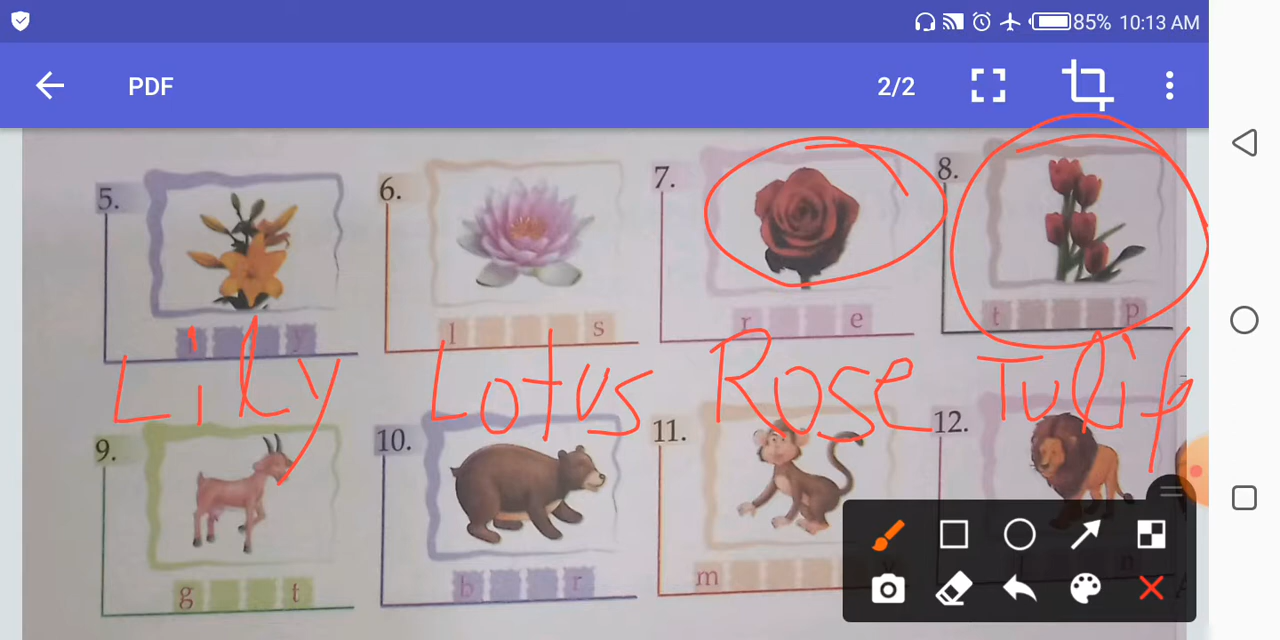 85% 10:13 AM
PDF 2/2
5. 6. 7. 8.
l y l s r e t p
Lily Lotus Rose Tulip
9. 10. 11. 12.
g t b r m y n